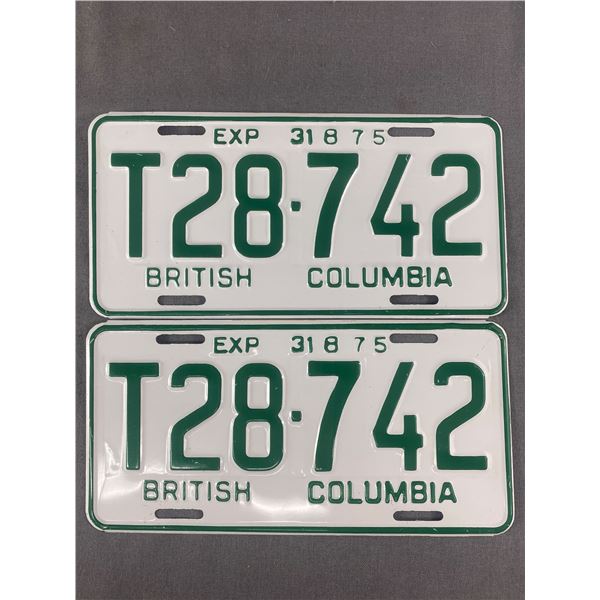 EXP 31 8 75
T28·742
BRITISH COLUMBIA
EXP 31 8 75
T28·742
BRITISH COLUMBIA